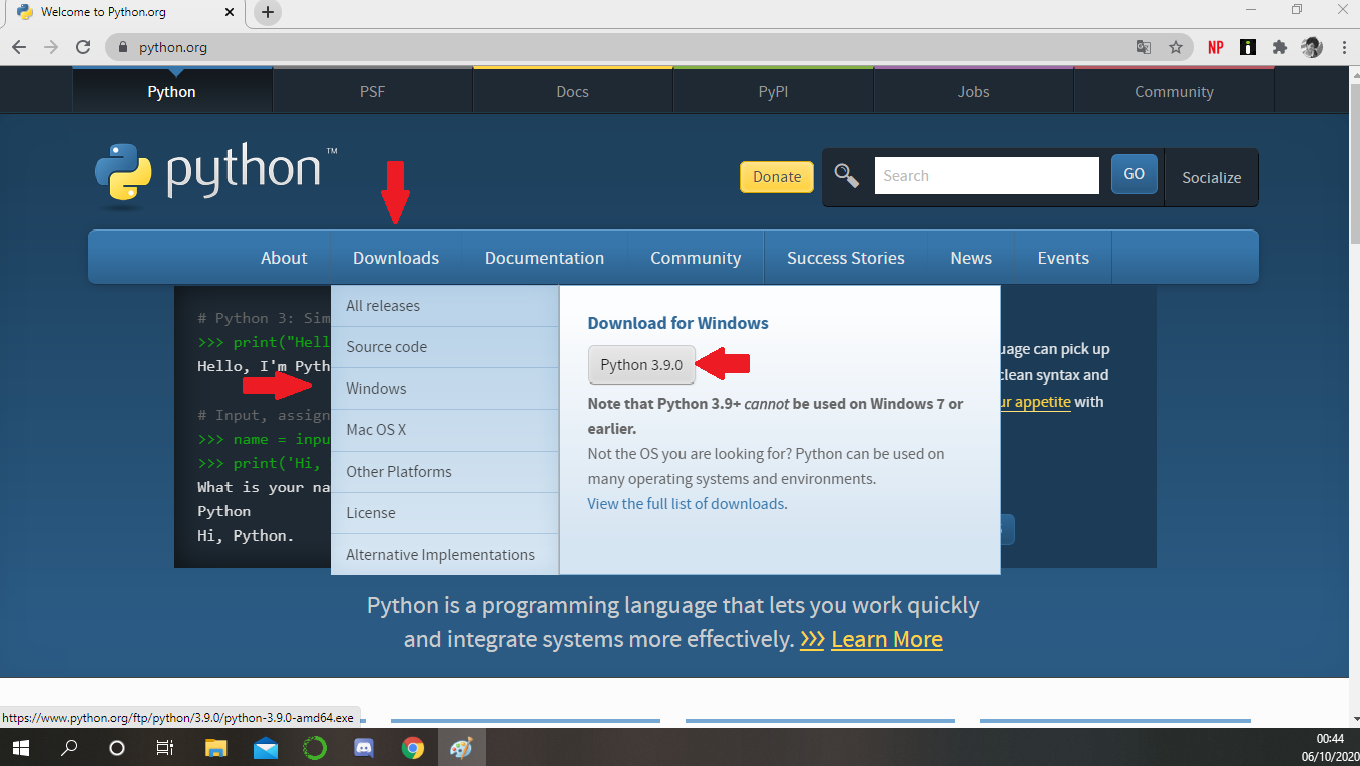 Welcome to Python.org
python.org
NP
Python PSF Docs PyPI Jobs Community
python™
Donate Search GO Socialize
About Downloads Documentation Community Success Stories News Events
# Python 3: Sim
>>> print("Hell
Hello, I'm Pyth
# Input, assign
>>> name = inpu
>>> print('Hi,
What is your na
Python
Hi, Python.
All releases
Source code
Windows
Mac OS X
Other Platforms
License
Alternative Implementations
Download for Windows
Python 3.9.0
Note that Python 3.9+ cannot be used on Windows 7 or
earlier.
Not the OS you are looking for? Python can be used on
many operating systems and environments.
View the full list of downloads.
uage can pick up
clean syntax and
ur appetite with
Python is a programming language that lets you work quickly
and integrate systems more effectively. >>> Learn More
https://www.python.org/ftp/python/3.9.0/python-3.9.0-amd64.exe
00:44
06/10/2020